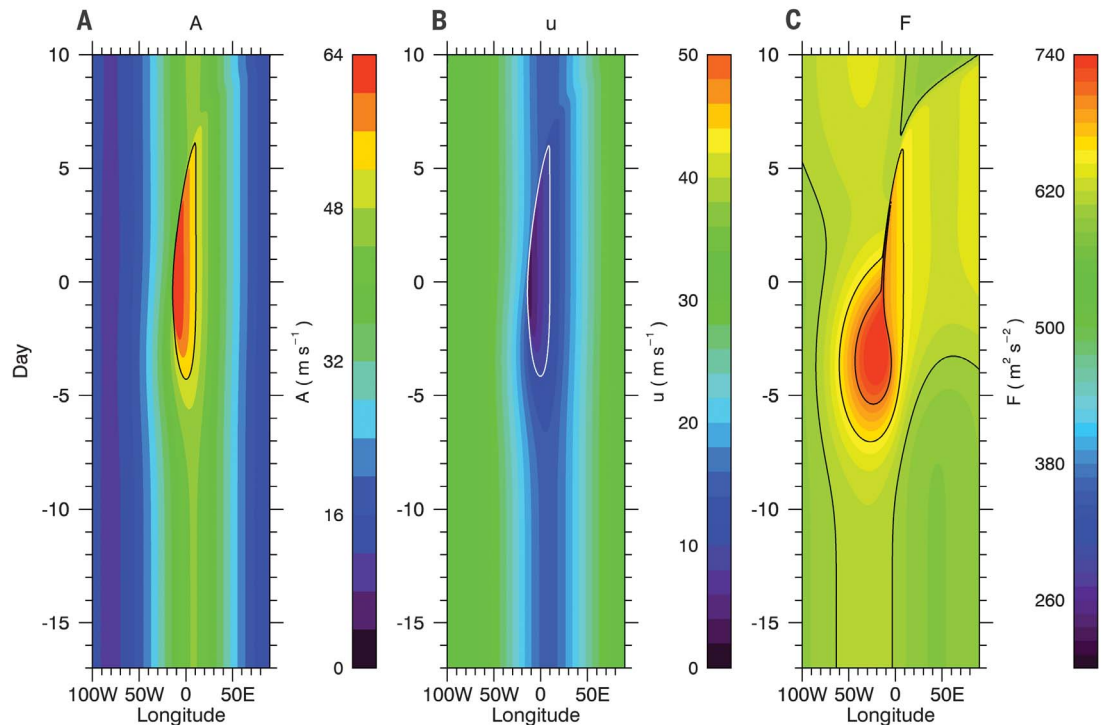 A A
10
5
0
-5
-10
-15
Day
100W 50W 0 50E
Longitude
64
48
32
16
0
A ( m s⁻¹ )
B u
10
5
0
-5
-10
-15
100W 50W 0 50E
Longitude
50
40
30
20
10
0
u ( m s⁻¹ )
C F
10
5
0
-5
-10
-15
100W 50W 0 50E
Longitude
740
620
500
380
260
F ( m² s⁻² )